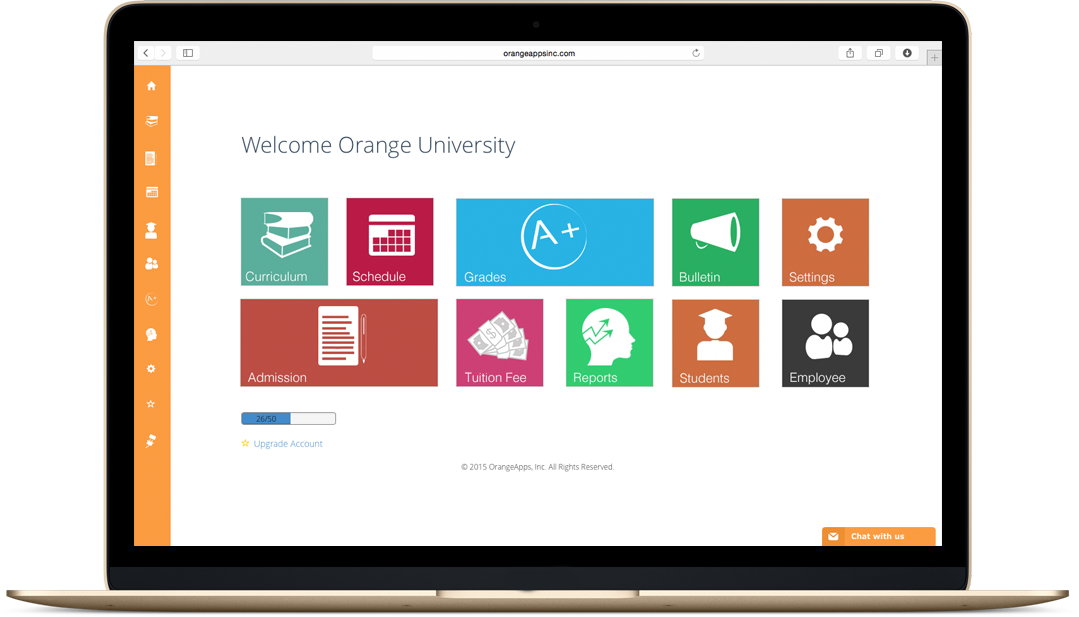 orangeappsinc.com
Welcome Orange University
Curriculum
Schedule
A+
Grades
Bulletin
Settings
Admission
$
Tuition Fee
Reports
Students
Employee
26/50
Upgrade Account
© 2015 OrangeApps, Inc. All Rights Reserved.
Chat with us